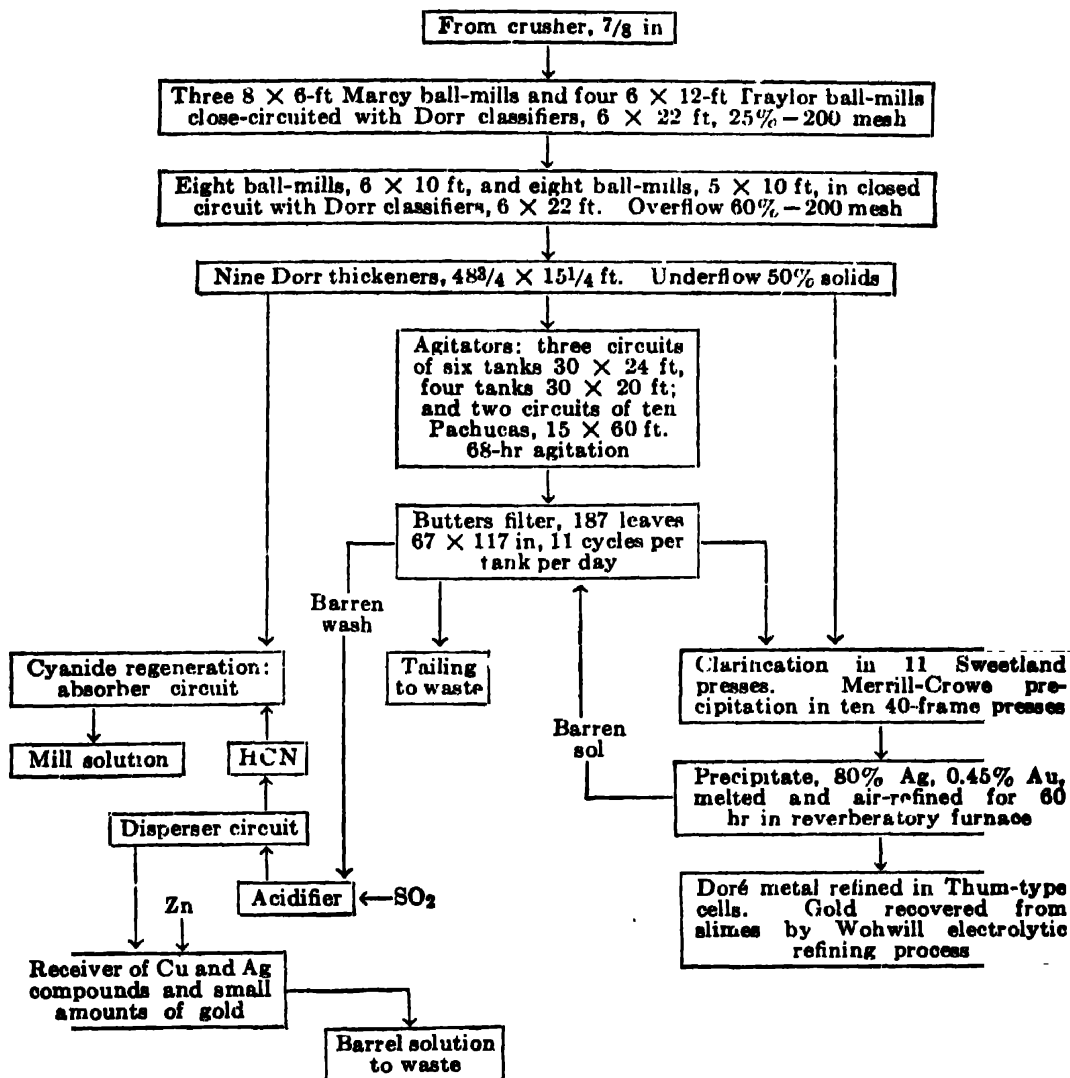 From crusher, 7/8 in
Three 8 × 6-ft Marcy ball-mills and four 6 × 12-ft Traylor ball-mills
close-circuited with Dorr classifiers, 6 × 22 ft, 25% – 200 mesh
Eight ball-mills, 6 × 10 ft, and eight ball-mills, 5 × 10 ft, in closed
circuit with Dorr classifiers, 6 × 22 ft. Overflow 60% – 200 mesh
Nine Dorr thickeners, 48 3/4 × 15 1/4 ft. Underflow 50% solids
Agitators: three circuits
of six tanks 30 × 24 ft,
four tanks 30 × 20 ft;
and two circuits of ten
Pachucas, 15 × 60 ft.
68-hr agitation
Butters filter, 187 leaves
67 × 117 in, 11 cycles per
tank per day
Barren
wash
Cyanide regeneration:
absorber circuit
Tailing
to waste
Clarification in 11 Sweetland
presses. Merrill-Crowe pre-
cipitation in ten 40-frame presses
Barren
sol
Mill solution
HCN
Precipitate, 80% Ag, 0.45% Au,
melted and air-refined for 60
hr in reverberatory furnace
Disperser circuit
Acidifier
SO2
Zn
Doré metal refined in Thum-type
cells. Gold recovered from
slimes by Wohwill electrolytic
refining process
Receiver of Cu and Ag
compounds and small
amounts of gold
Barrel solution
to waste